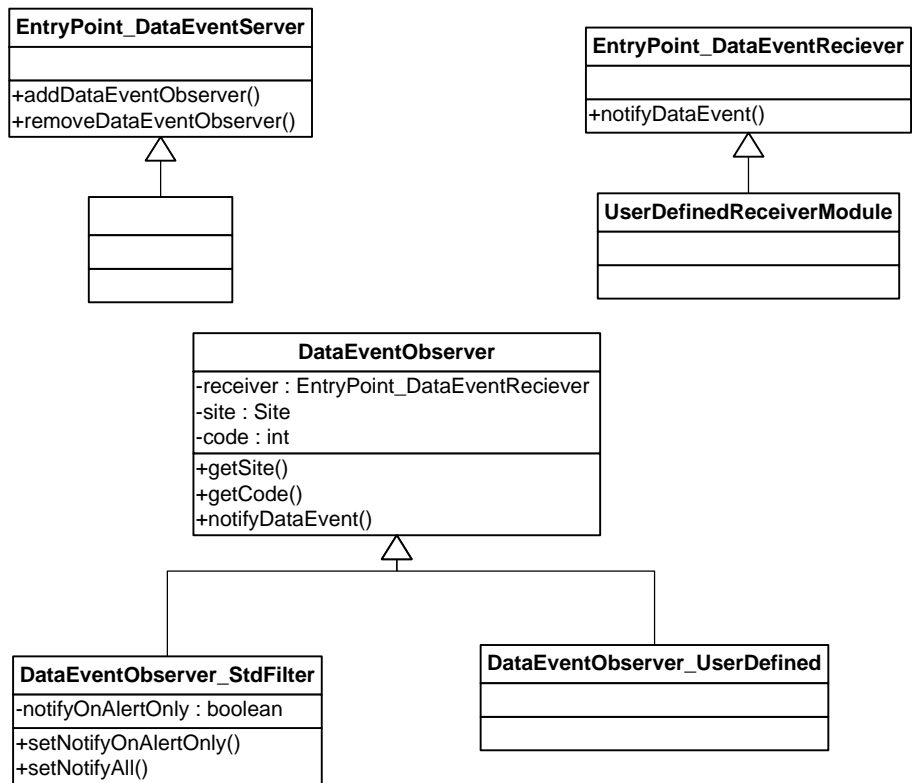 EntryPoint_DataEventServer
+addDataEventObserver()
+removeDataEventObserver()
EntryPoint_DataEventReciever
+notifyDataEvent()
UserDefinedReceiverModule
DataEventObserver
-receiver : EntryPoint_DataEventReciever
-site : Site
-code : int
+getSite()
+getCode()
+notifyDataEvent()
DataEventObserver_StdFilter
-notifyOnAlertOnly : boolean
+setNotifyOnAlertOnly()
+setNotifyAll()
DataEventObserver_UserDefined